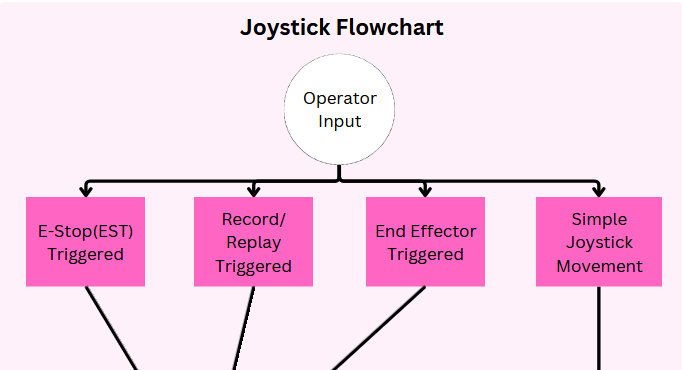 Joystick Flowchart
Operator
Input
E-Stop(EST)
Triggered
Record/
Replay
Triggered
End Effector
Triggered
Simple
Joystick
Movement